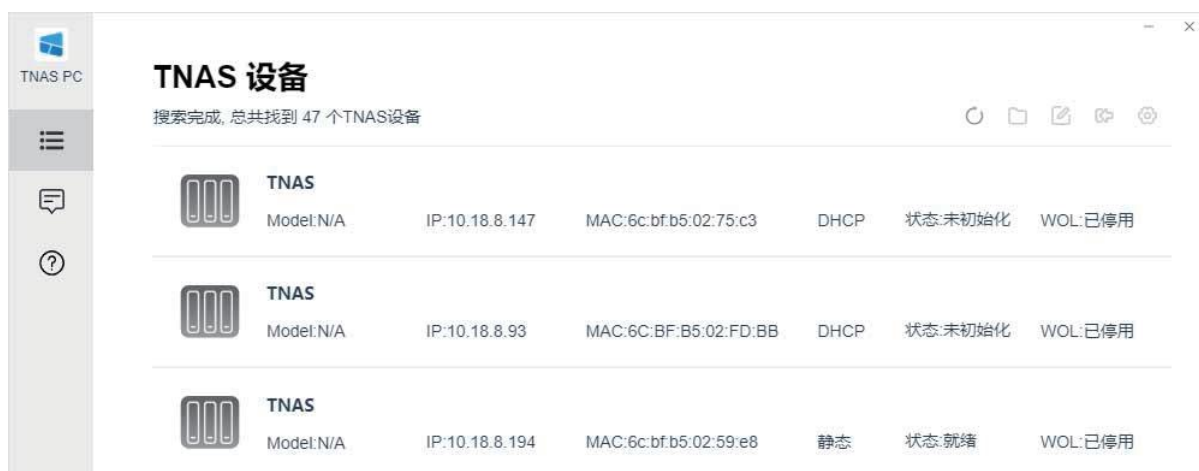 TNAS PC
TNAS 设备
搜索完成, 总共找到 47 个TNAS设备
TNAS
Model:N/A IP:10.18.8.147 MAC:6c:bf:b5:02:75:c3 DHCP 状态:未初始化 WOL:已停用
TNAS
Model:N/A IP:10.18.8.93 MAC:6C:BF:B5:02:FD:BB DHCP 状态:未初始化 WOL:已停用
TNAS
Model:N/A IP:10.18.8.194 MAC:6c:bf:b5:02:59:e8 静态 状态:就绪 WOL:已停用